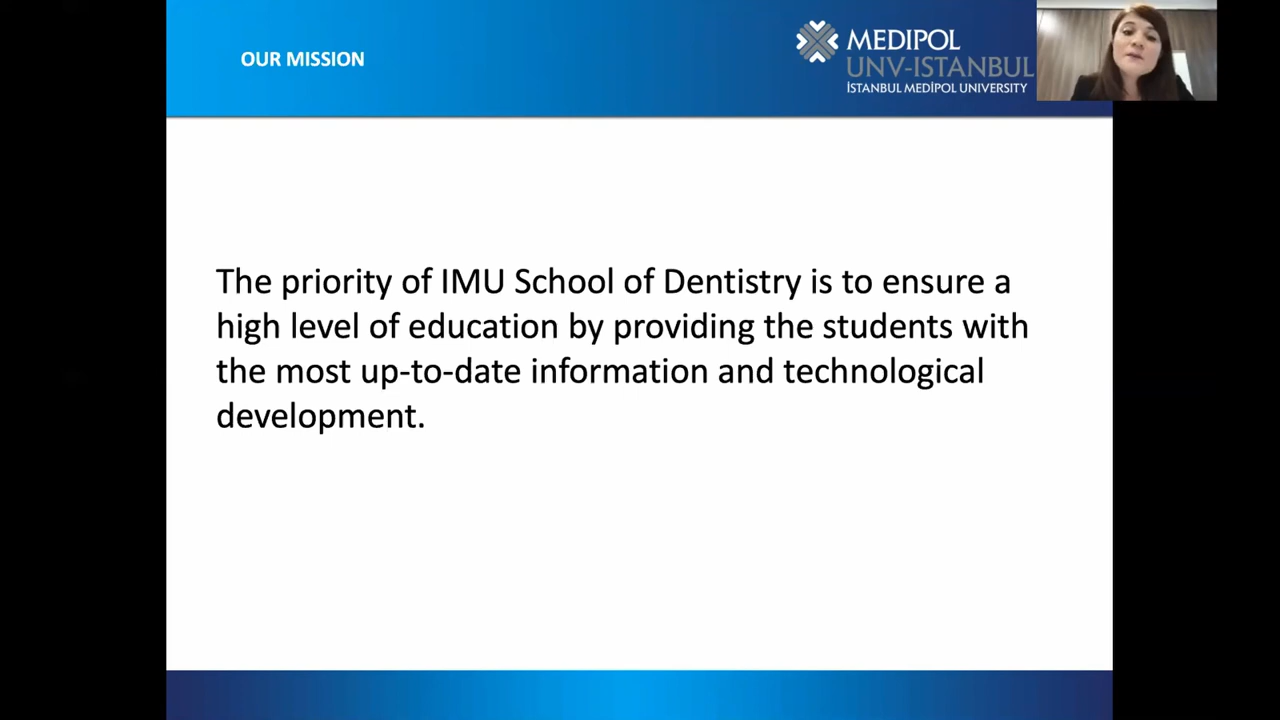 OUR MISSION
MEDIPOL
UNV-ISTANBUL
İSTANBUL MEDİPOL UNIVERSITY
The priority of IMU School of Dentistry is to ensure a
high level of education by providing the students with
the most up-to-date information and technological
development.